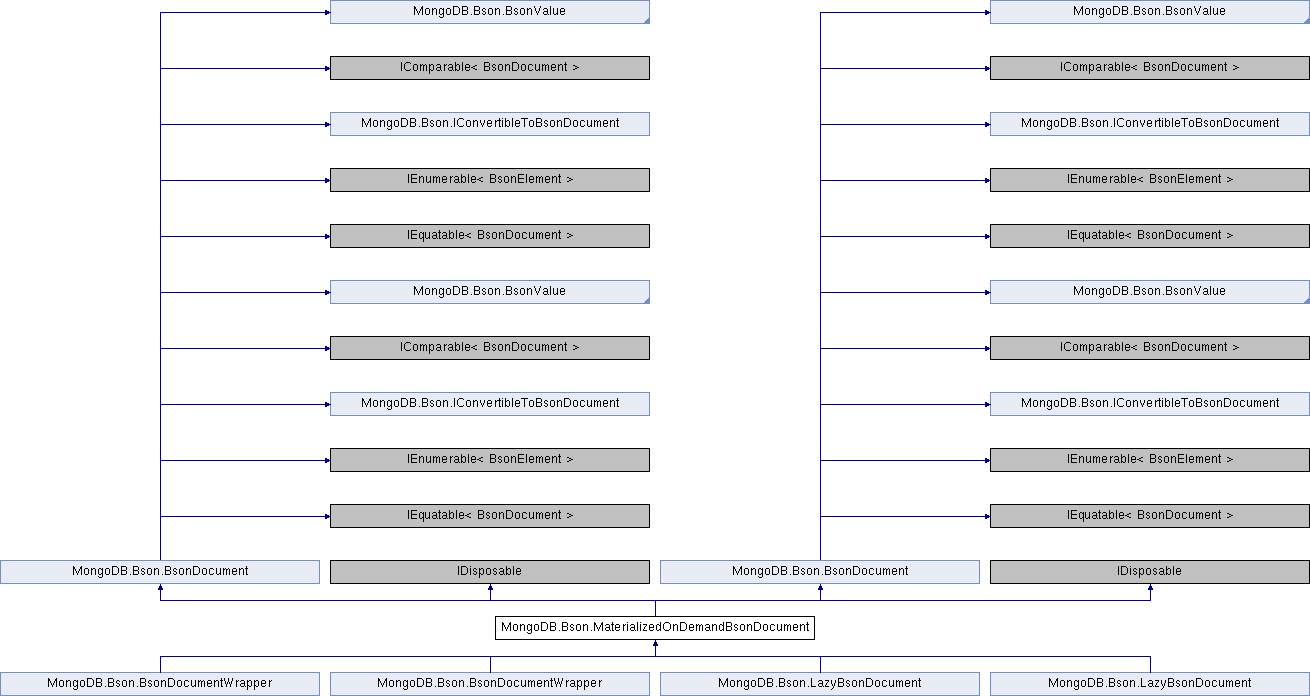 MongoDB.Bson.BsonValue
MongoDB.Bson.BsonValue
IComparable< BsonDocument >
IComparable< BsonDocument >
MongoDB.Bson.IConvertibleToBsonDocument
MongoDB.Bson.IConvertibleToBsonDocument
IEnumerable< BsonElement >
IEnumerable< BsonElement >
IEquatable< BsonDocument >
IEquatable< BsonDocument >
MongoDB.Bson.BsonValue
MongoDB.Bson.BsonValue
IComparable< BsonDocument >
IComparable< BsonDocument >
MongoDB.Bson.IConvertibleToBsonDocument
MongoDB.Bson.IConvertibleToBsonDocument
IEnumerable< BsonElement >
IEnumerable< BsonElement >
IEquatable< BsonDocument >
IEquatable< BsonDocument >
MongoDB.Bson.BsonDocument
IDisposable
MongoDB.Bson.BsonDocument
IDisposable
MongoDB.Bson.MaterializedOnDemandBsonDocument
MongoDB.Bson.BsonDocumentWrapper
MongoDB.Bson.BsonDocumentWrapper
MongoDB.Bson.LazyBsonDocument
MongoDB.Bson.LazyBsonDocument